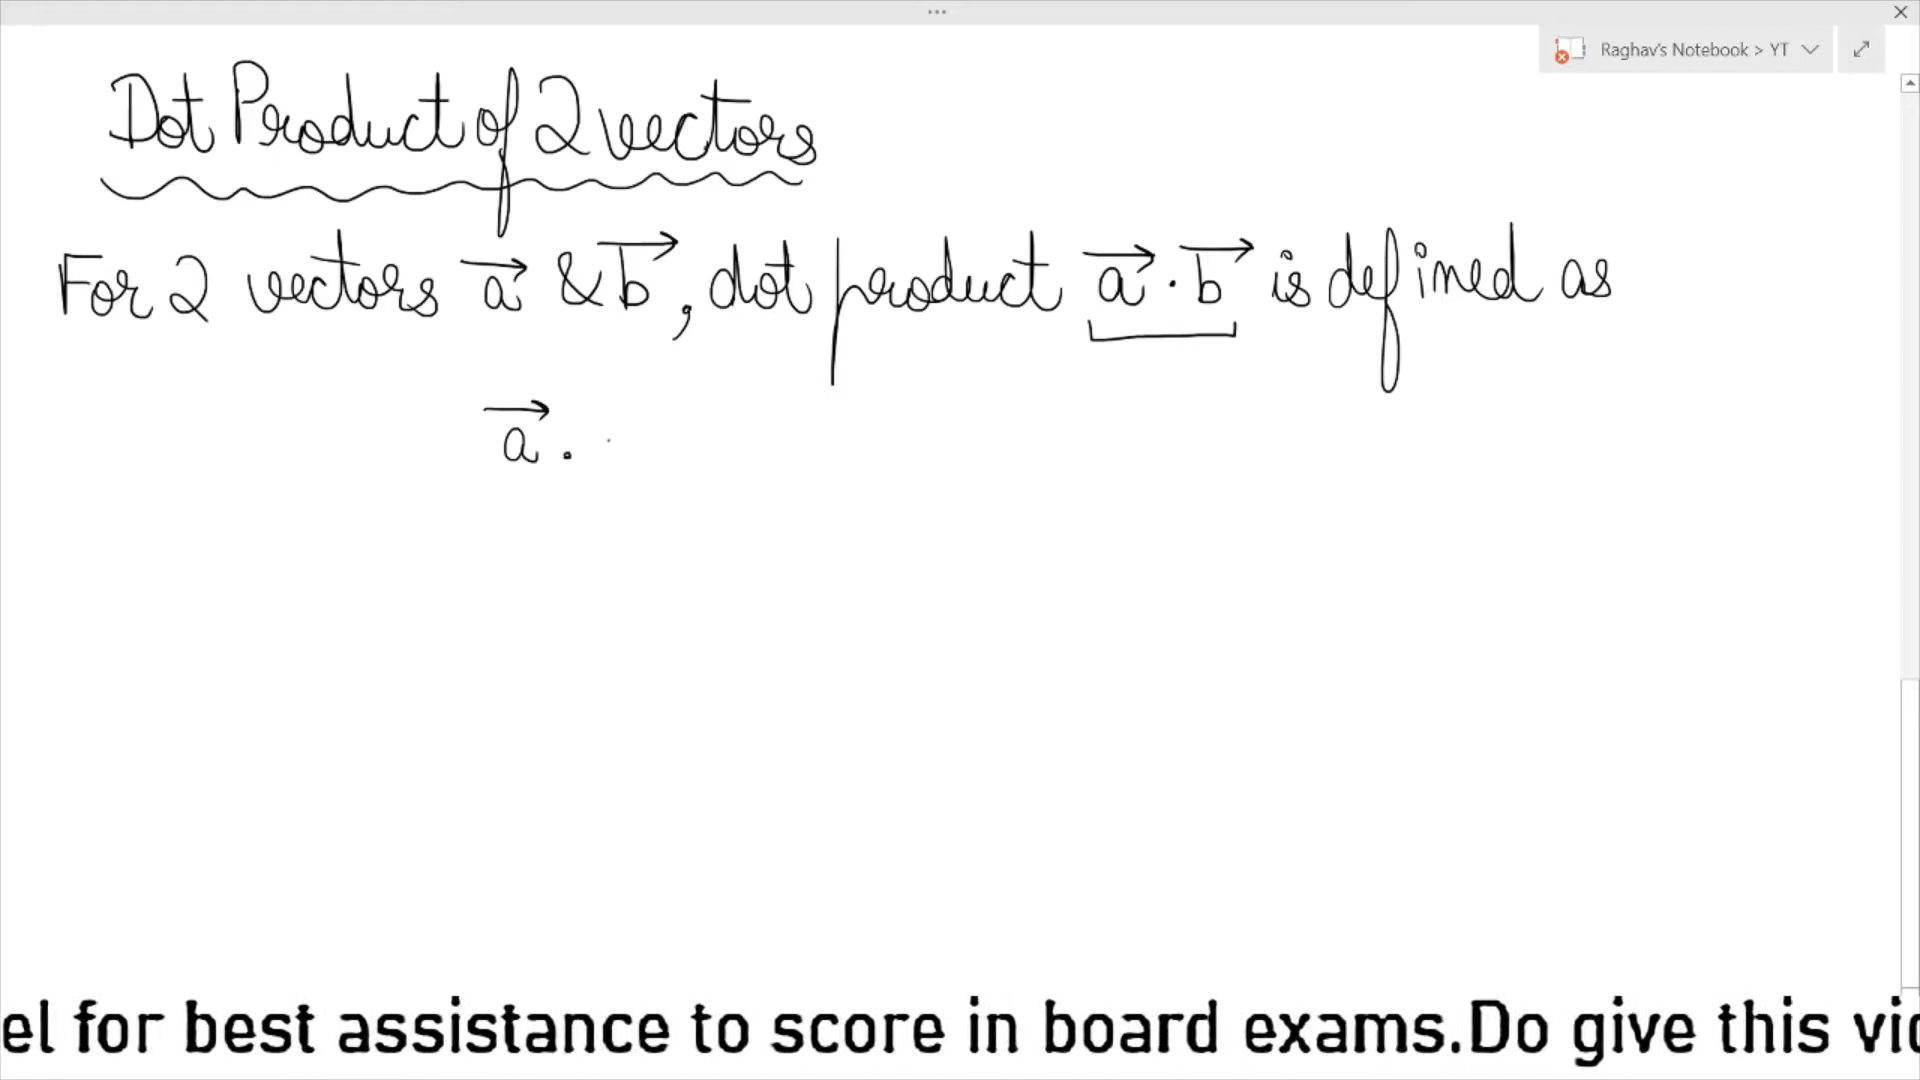 Raghav's Notebook > YT
Dot Product of 2 vectors
For 2 vectors a⃗ & b⃗, dot product a⃗ · b⃗ is defined as
a⃗ .
el for best assistance to score in board exams.Do give this vi